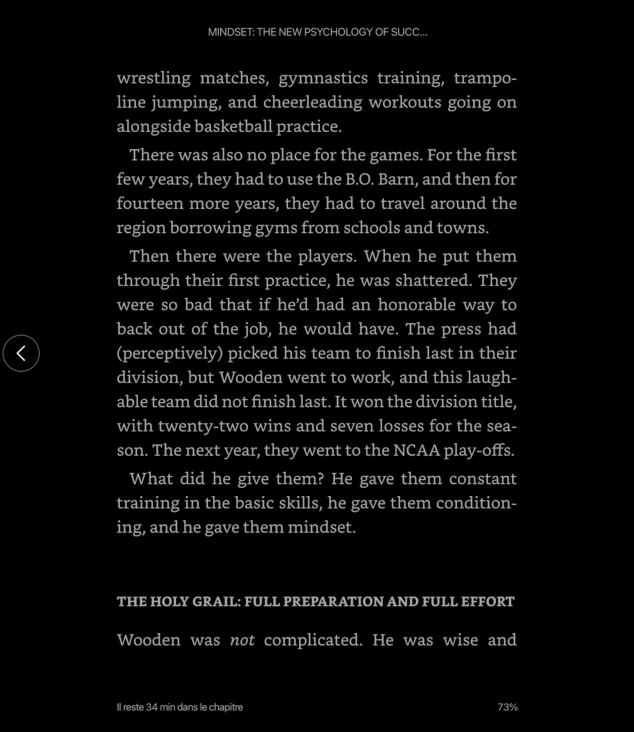 MINDSET: THE NEW PSYCHOLOGY OF SUCC...
wrestling matches, gymnastics training, trampo-
line jumping, and cheerleading workouts going on
alongside basketball practice.
There was also no place for the games. For the first
few years, they had to use the B.O. Barn, and then for
fourteen more years, they had to travel around the
region borrowing gyms from schools and towns.
Then there were the players. When he put them
through their first practice, he was shattered. They
were so bad that if he’d had an honorable way to
back out of the job, he would have. The press had
(perceptively) picked his team to finish last in their
division, but Wooden went to work, and this laugh-
able team did not finish last. It won the division title,
with twenty-two wins and seven losses for the sea-
son. The next year, they went to the NCAA play-offs.
What did he give them? He gave them constant
training in the basic skills, he gave them condition-
ing, and he gave them mindset.
THE HOLY GRAIL: FULL PREPARATION AND FULL EFFORT
Wooden was not complicated. He was wise and
Il reste 34 min dans le chapitre
73%